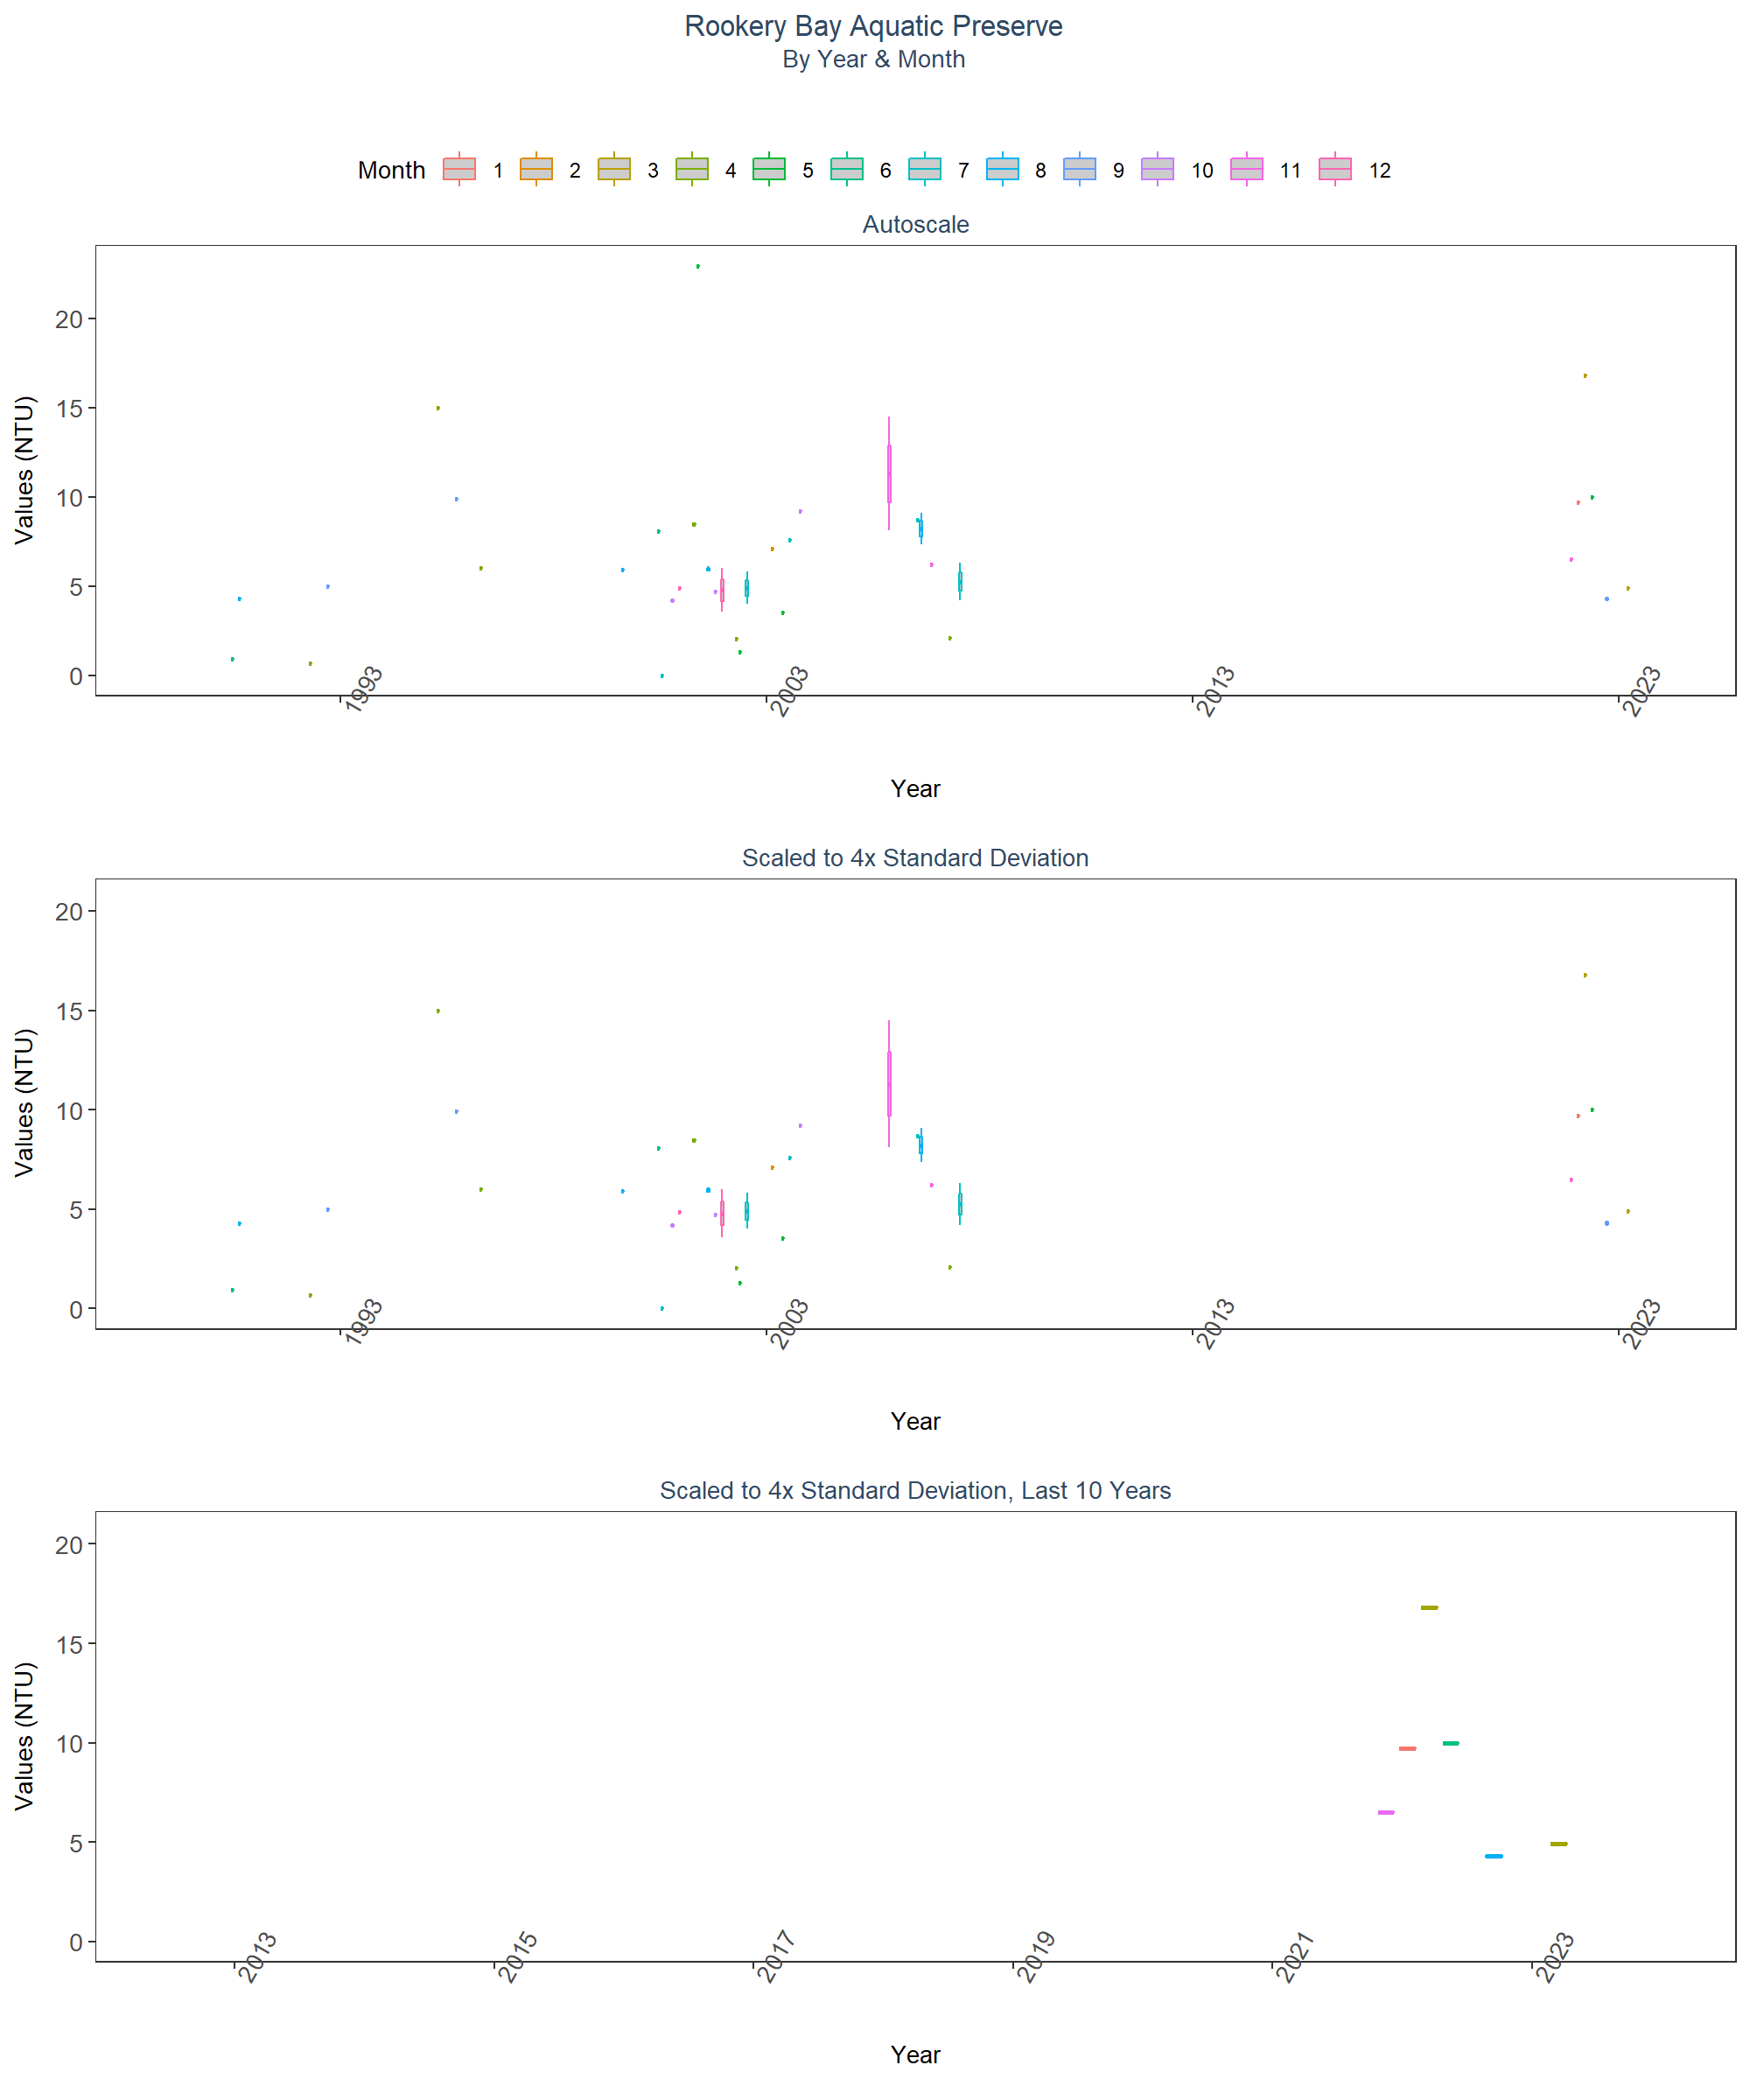 Rookery Bay Aquatic Preserve
By Year & Month
Month 1 2 3 4 5 6 7 8 9 10 11 12
Autoscale
Values (NTU)
20
15
10
5
0
1993 2003 2013 2023
Year
Scaled to 4x Standard Deviation
Values (NTU)
20
15
10
5
0
1993 2003 2013 2023
Year
Scaled to 4x Standard Deviation, Last 10 Years
Values (NTU)
20
15
10
5
0
2013 2015 2017 2019 2021 2023
Year